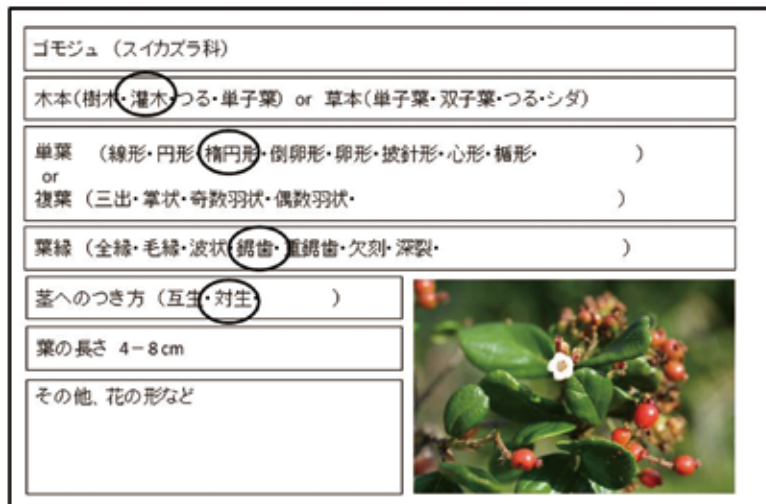 ゴモジュ (スイカズラ科)
木本(樹木・灌木・つる・単子葉) or 草本(単子葉・双子葉・つる・シダ)
単葉 (線形・円形・楕円形・倒卵形・卵形・披針形・心形・楯形・ )
or
複葉 (三出・掌状・奇数羽状・偶数羽状・ )
葉縁 (全縁・毛縁・波状・鋸歯・重鋸歯・欠刻・深裂・ )
茎へのつき方 (互生・対生・ )
葉の長さ 4-8cm
その他、花の形など